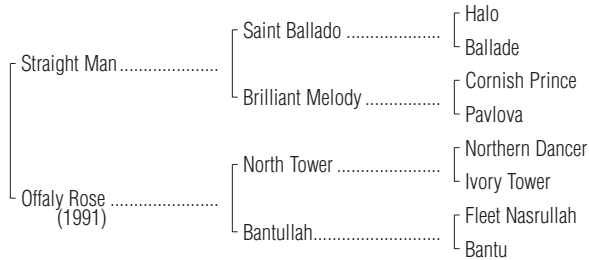 Halo
Saint Ballado ....................
Ballade
Straight Man.....................
Cornish Prince
Brilliant Melody ................
Pavlova
Northern Dancer
North Tower ......................
Ivory Tower
Offaly Rose .......................
(1991)
Fleet Nasrullah
Bantullah...........................
Bantu